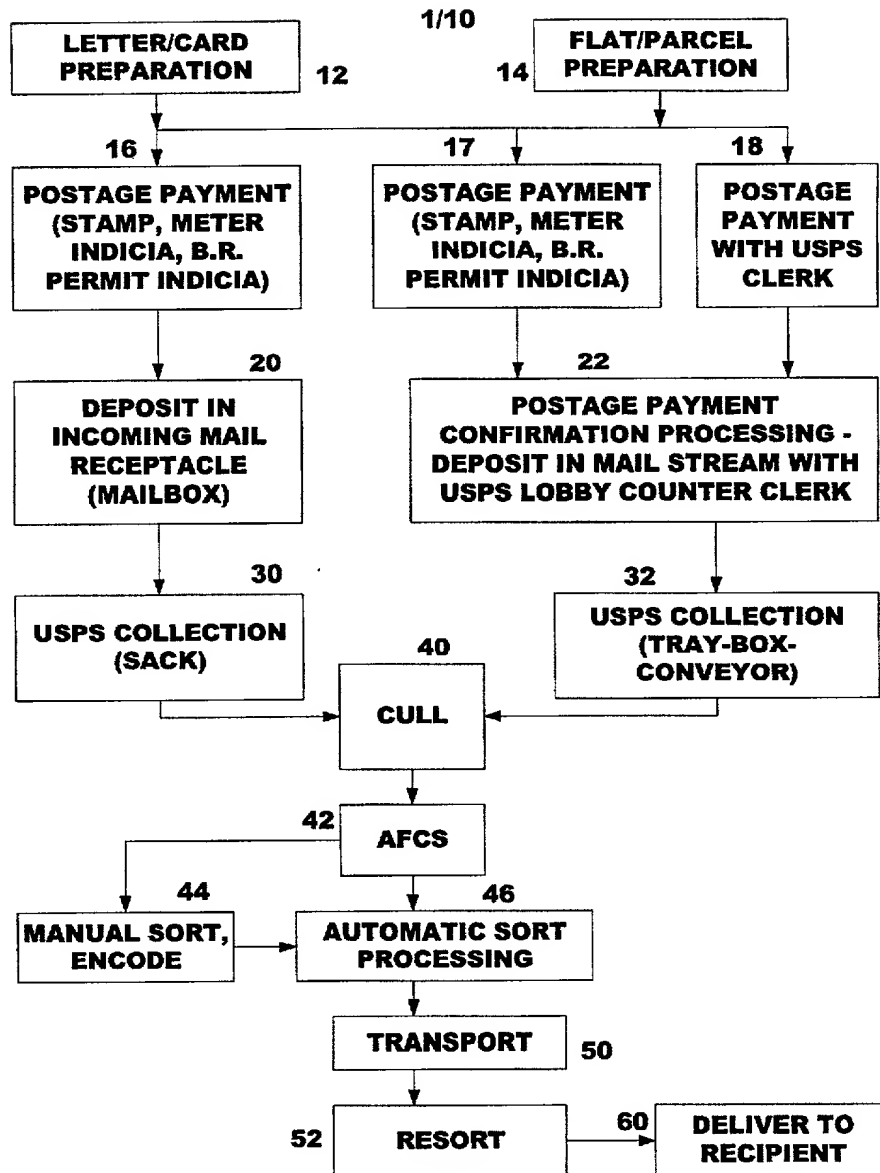 1/10
LETTER/CARD
PREPARATION
12
14
FLAT/PARCEL
PREPARATION
16
POSTAGE PAYMENT
(STAMP, METER
INDICIA, B.R.
PERMIT INDICIA)
17
POSTAGE PAYMENT
(STAMP, METER
INDICIA, B.R.
PERMIT INDICIA)
18
POSTAGE
PAYMENT
WITH USPS
CLERK
20
DEPOSIT IN
INCOMING MAIL
RECEPTACLE
(MAILBOX)
22
POSTAGE PAYMENT
CONFIRMATION PROCESSING -
DEPOSIT IN MAIL STREAM WITH
USPS LOBBY COUNTER CLERK
30
USPS COLLECTION
(SACK)
32
USPS COLLECTION
(TRAY-BOX-
CONVEYOR)
40
CULL
42
AFCS
44
MANUAL SORT,
ENCODE
46
AUTOMATIC SORT
PROCESSING
TRANSPORT
50
52
RESORT
60
DELIVER TO
RECIPIENT